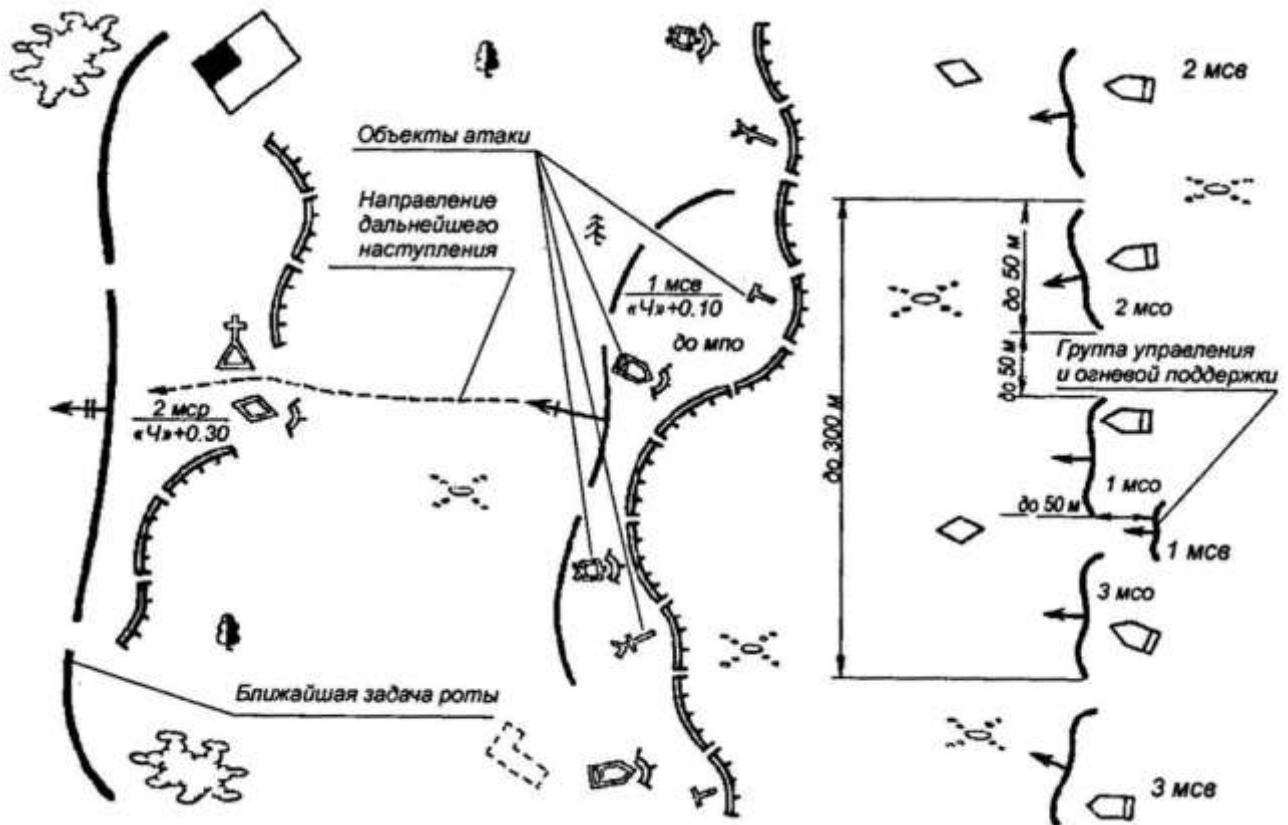 2 мсв
Объекты атаки
Направление
дальнейшего
наступления
1 мсв
«Ч»+0.10
до мпо
2 мср
«Ч»+0.30
Ближайшая задача роты
до 300 м
до 50 м
2 мсо
до 50 м
Группа управления
и огневой поддержки
1 мсо
до 50 м
1 мсв
3 мсо
3 мсв